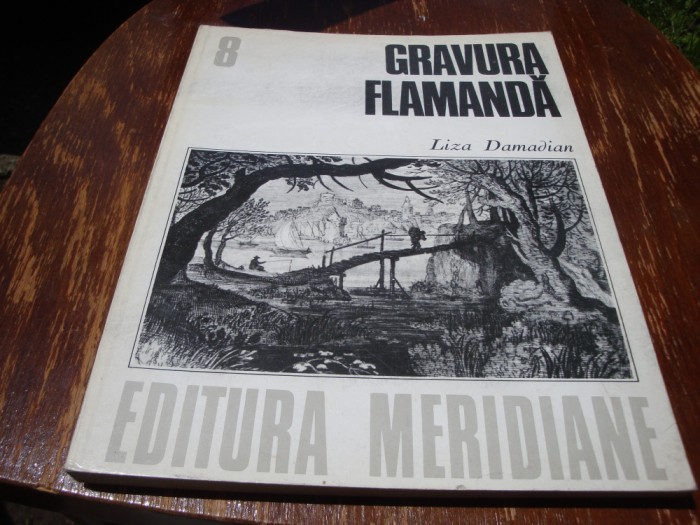 8
GRAVURA
FLAMANDĂ
Liza Damadian
EDITURA MERIDIANE